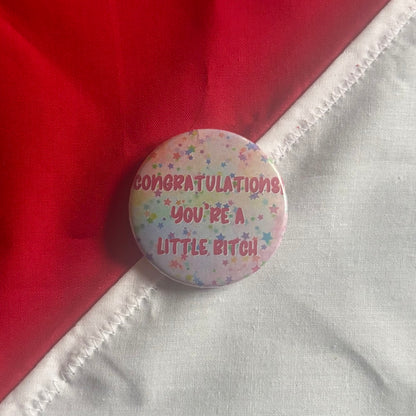 CONGRATULATIONS,
YOU'RE A
LITTLE BITCH